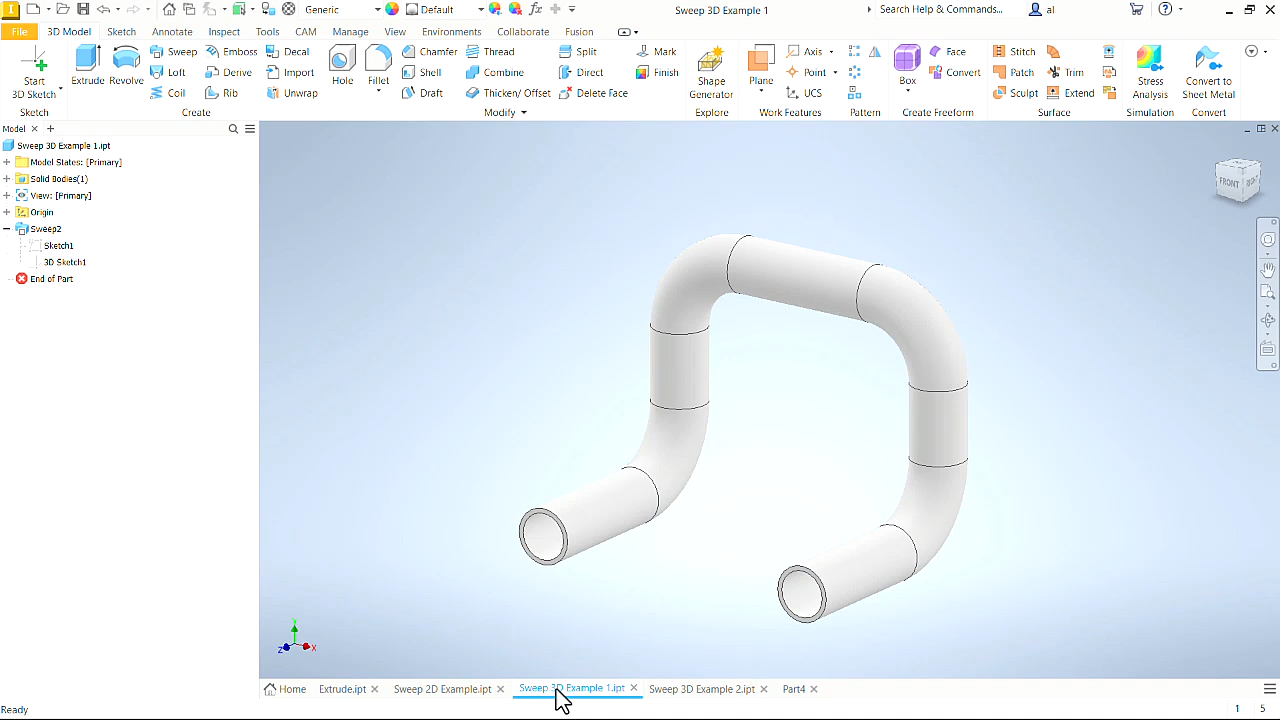 Generic
Default
fx
Sweep 3D Example 1
Search Help & Commands...
al
File
3D Model
Sketch
Annotate
Inspect
Tools
CAM
Manage
View
Environments
Collaborate
Fusion
Start
3D Sketch
Extrude
Revolve
Sweep
Emboss
Decal
Loft
Derive
Import
Coil
Rib
Unwrap
Hole
Fillet
Chamfer
Thread
Split
Mark
Shell
Combine
Direct
Finish
Draft
Thicken/ Offset
Delete Face
Shape
Generator
Plane
Axis
Point
UCS
Box
Face
Convert
Stitch
Patch
Trim
Sculpt
Extend
Stress
Analysis
Convert to
Sheet Metal
Sketch
Create
Modify
Explore
Work Features
Pattern
Create Freeform
Surface
Simulation
Convert
Model
Sweep 3D Example 1.ipt
Model States: [Primary]
Solid Bodies(1)
View: [Primary]
Origin
Sweep2
Sketch1
3D Sketch1
End of Part
FRONT
RIGHT
Y
Z
X
Home
Extrude.ipt
Sweep 2D Example.ipt
Sweep 3D Example 1.ipt
Sweep 3D Example 2.ipt
Part4
Ready
1
5